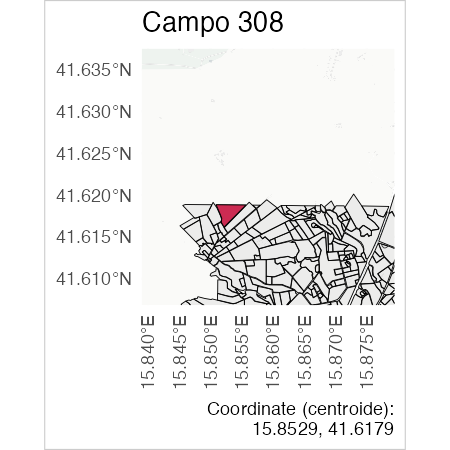 Campo 308
41.635°N
41.630°N
41.625°N
41.620°N
41.615°N
41.610°N
15.840°E
15.845°E
15.850°E
15.855°E
15.860°E
15.865°E
15.870°E
15.875°E
Coordinate (centroide):
15.8529, 41.6179